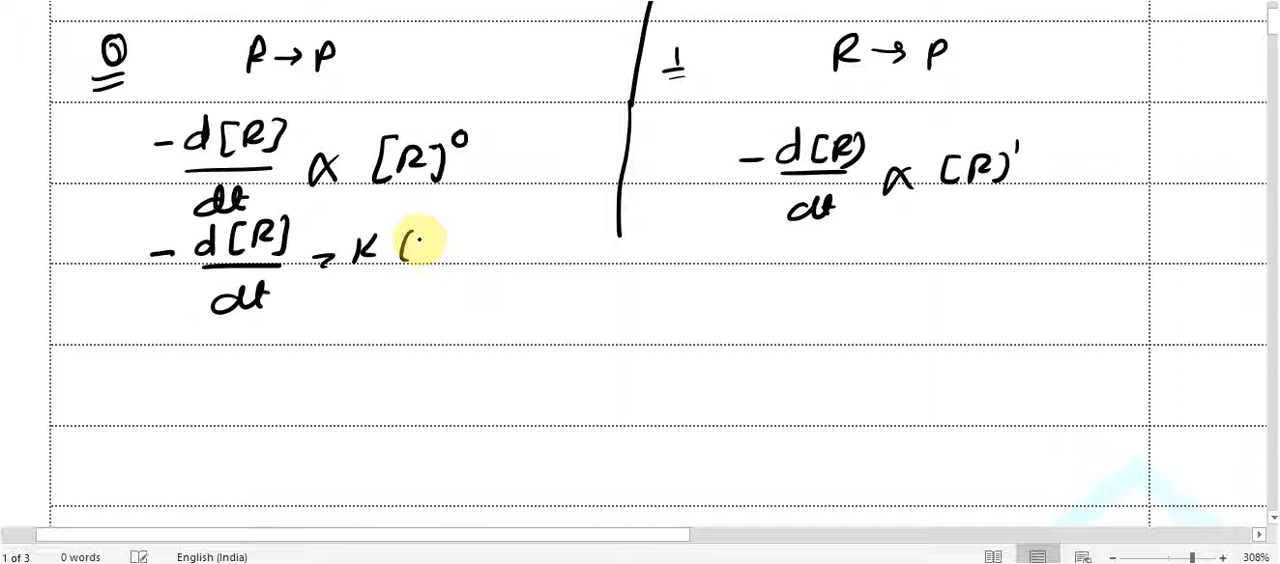 0 R → P
-d[R]/dt ∝ [R]⁰
- d[R]/dt = K [
1 R → P
- d[R]/dt ∝ [R]¹
1 of 3 0 words English (India) 308%